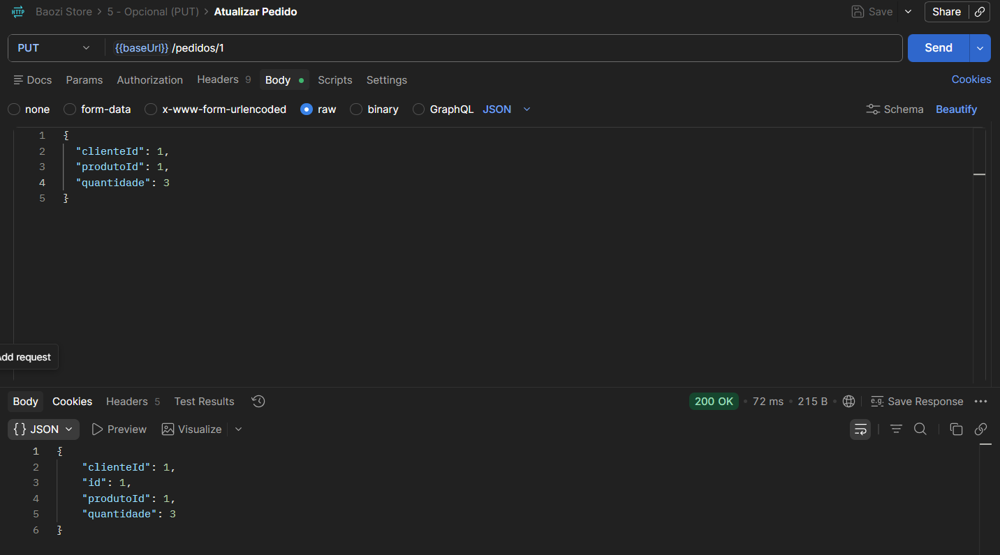 HTTP Baozi Store > 5 - Opcional (PUT) > Atualizar Pedido Save Share
PUT {{baseUrl}} /pedidos/1 Send
Docs Params Authorization Headers 9 Body Scripts Settings Cookies
none form-data x-www-form-urlencoded raw binary GraphQL JSON Schema Beautify
1 {
2 "clienteId": 1,
3 "produtoId": 1,
4 "quantidade": 3
5 }
Add request
Body Cookies Headers 5 Test Results 200 OK • 72 ms • 215 B • e.g. Save Response
{} JSON Preview Visualize
1 {
2 "clienteId": 1,
3 "id": 1,
4 "produtoId": 1,
5 "quantidade": 3
6 }